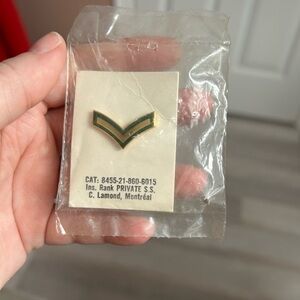 CAT: 8455-21-860-6015
Ins. Rank PRIVATE S.S.
C. Lamond, Montréal